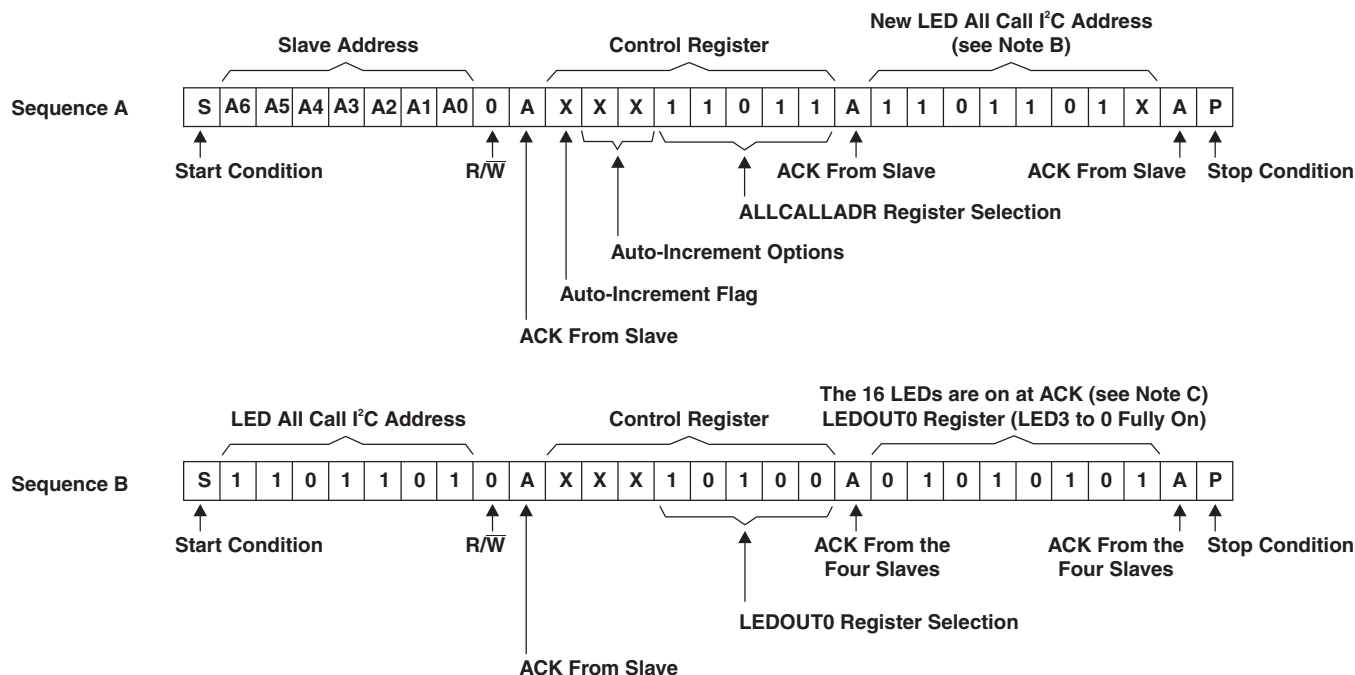 New LED All Call I²C Address
Slave Address Control Register (see Note B)
Sequence A S A6 A5 A4 A3 A2 A1 A0 0 A X X X 1 1 0 1 1 A 1 1 0 1 1 0 1 X A P
Start Condition R/W̅ ACK From Slave ACK From Slave Stop Condition
ALLCALLADR Register Selection
Auto-Increment Options
Auto-Increment Flag
ACK From Slave
The 16 LEDs are on at ACK (see Note C)
LED All Call I²C Address Control Register LEDOUT0 Register (LED3 to 0 Fully On)
Sequence B S 1 1 0 1 1 0 1 0 A X X X 1 0 1 0 0 A 0 1 0 1 0 1 0 1 A P
Start Condition R/W̅ ACK From the ACK From the Stop Condition
Four Slaves Four Slaves
LEDOUT0 Register Selection
ACK From Slave